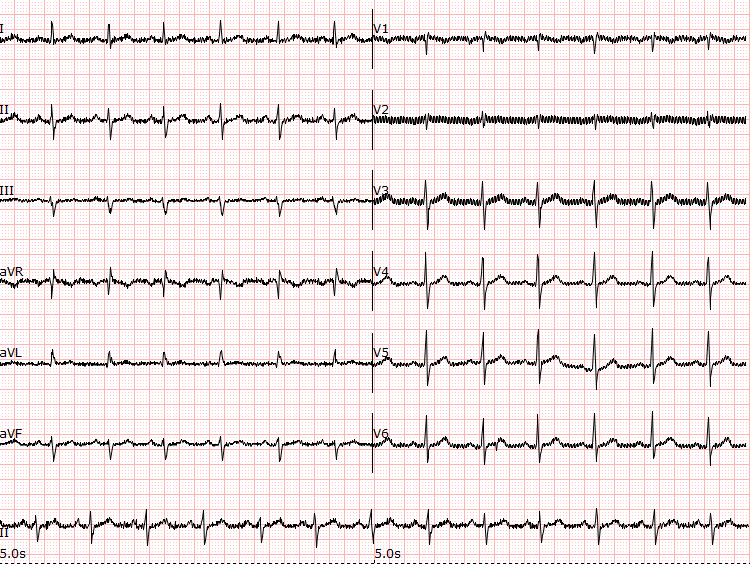 I V1
II V2
III V3
aVR V4
aVL V5
aVF V6
II
5.0s 5.0s